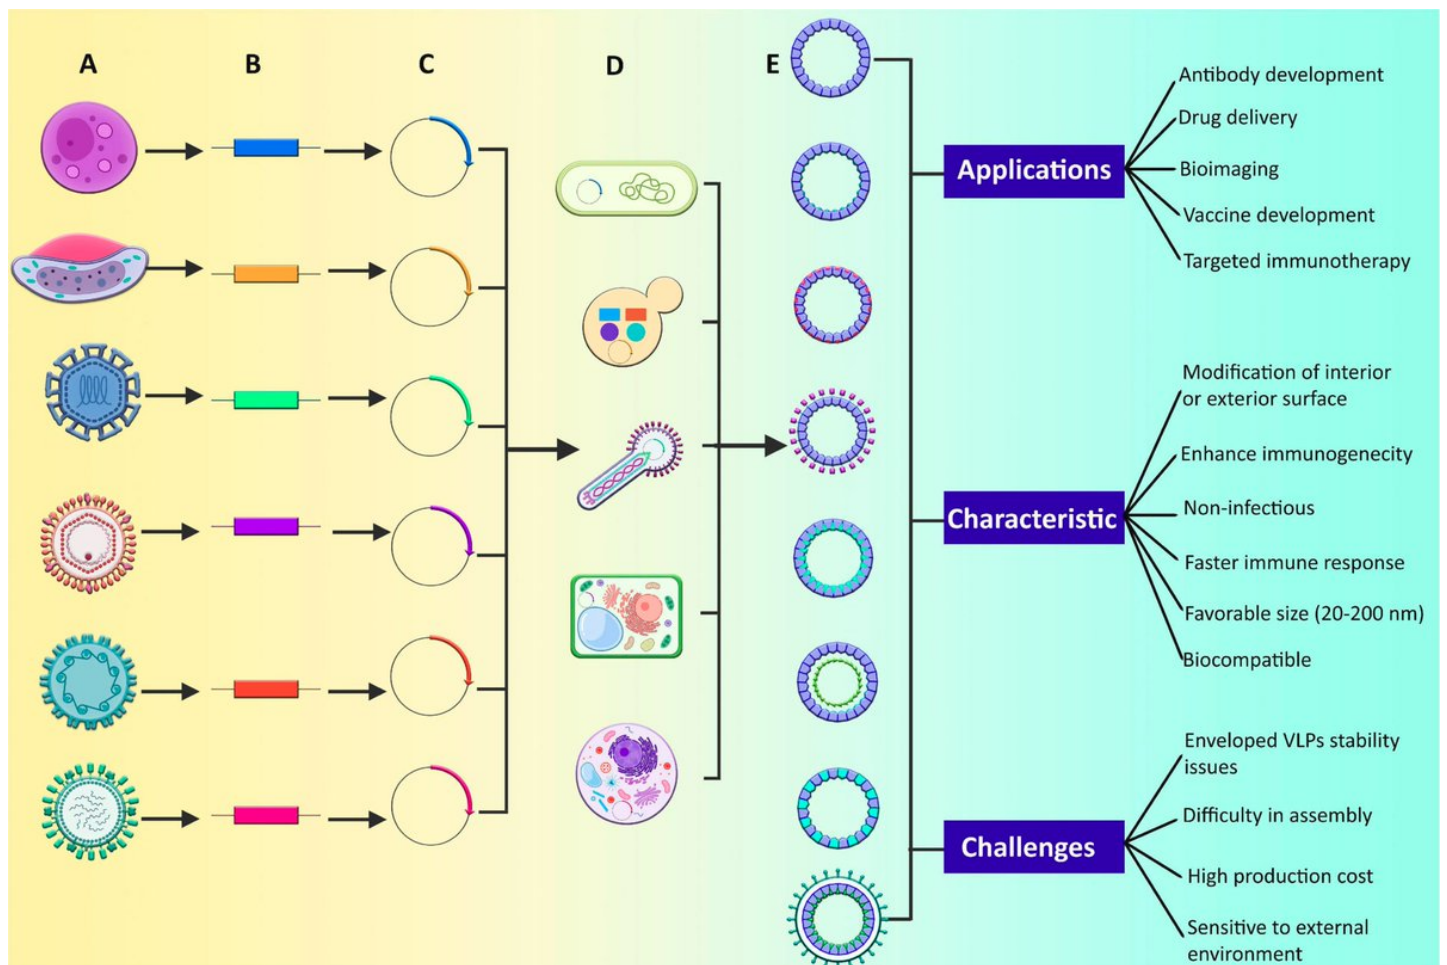 A
B
C
D
E
Applications
Antibody development
Drug delivery
Bioimaging
Vaccine development
Targeted immunotherapy
Characteristic
Modification of interior
or exterior surface
Enhance immunogenecity
Non-infectious
Faster immune response
Favorable size (20-200 nm)
Biocompatible
Challenges
Enveloped VLPs stability
issues
Difficulty in assembly
High production cost
Sensitive to external
environment